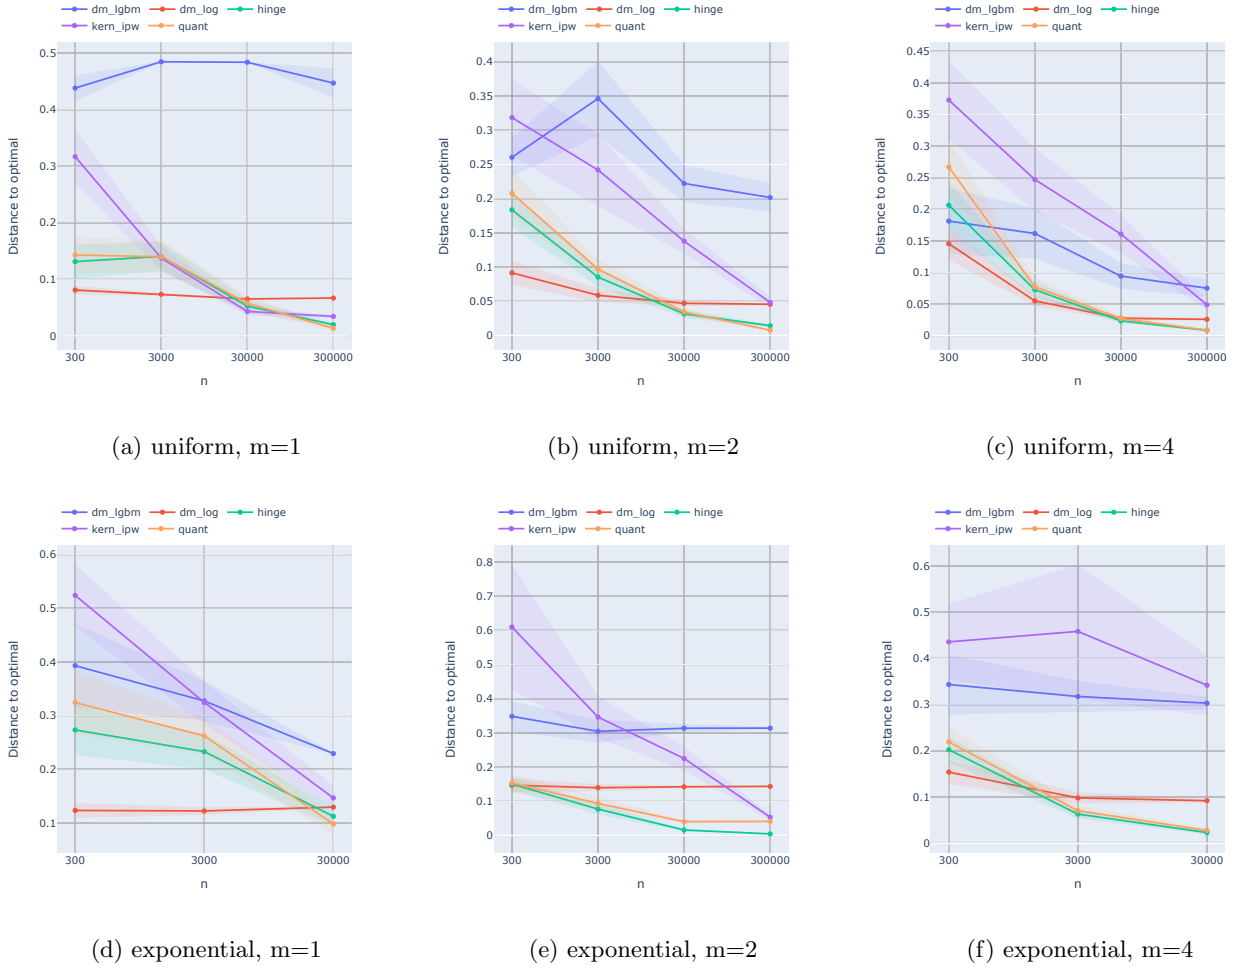 dm_lgbm dm_log hinge
kern_ipw quant
0.5
0.4
0.3
0.2
0.1
0
Distance to optimal
300 3000 30000 300000
n
(a) uniform, m=1
dm_lgbm dm_log hinge
kern_ipw quant
0.4
0.35
0.3
0.25
0.2
0.15
0.1
0.05
0
Distance to optimal
300 3000 30000 300000
n
(b) uniform, m=2
dm_lgbm dm_log hinge
kern_ipw quant
0.45
0.4
0.35
0.3
0.25
0.2
0.15
0.1
0.05
0
Distance to optimal
300 3000 30000 300000
n
(c) uniform, m=4
dm_lgbm dm_log hinge
kern_ipw quant
0.6
0.5
0.4
0.3
0.2
0.1
Distance to optimal
300 3000 30000
n
(d) exponential, m=1
dm_lgbm dm_log hinge
kern_ipw quant
0.8
0.7
0.6
0.5
0.4
0.3
0.2
0.1
0
Distance to optimal
300 3000 30000 300000
n
(e) exponential, m=2
dm_lgbm dm_log hinge
kern_ipw quant
0.6
0.5
0.4
0.3
0.2
0.1
0
Distance to optimal
300 3000 30000
n
(f) exponential, m=4